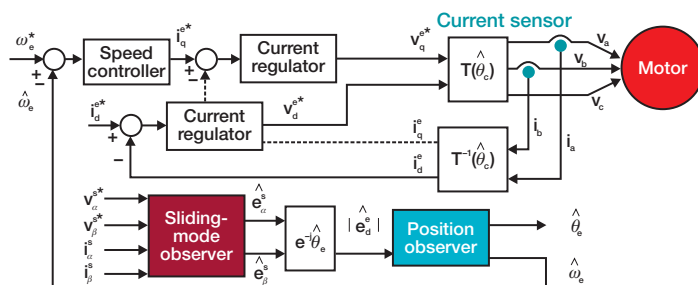 Current sensor
ω*e
+
−
ω̂e
Speed controller
i^e*_q
+
−
Current regulator
v^e*_q
T(θ̂c)
va
vb
vc
Motor
i^e*_d
+
−
Current regulator
v^e*_d
i^e_q
i^e_d
T⁻¹(θ̂c)
ib
ia
v^s*_α
v^s*_β
i^s_α
i^s_β
Sliding-mode observer
ê^s_α
ê^s_β
e^-jθ̂e
|ê^e_d|
Position observer
θ̂e
ω̂e